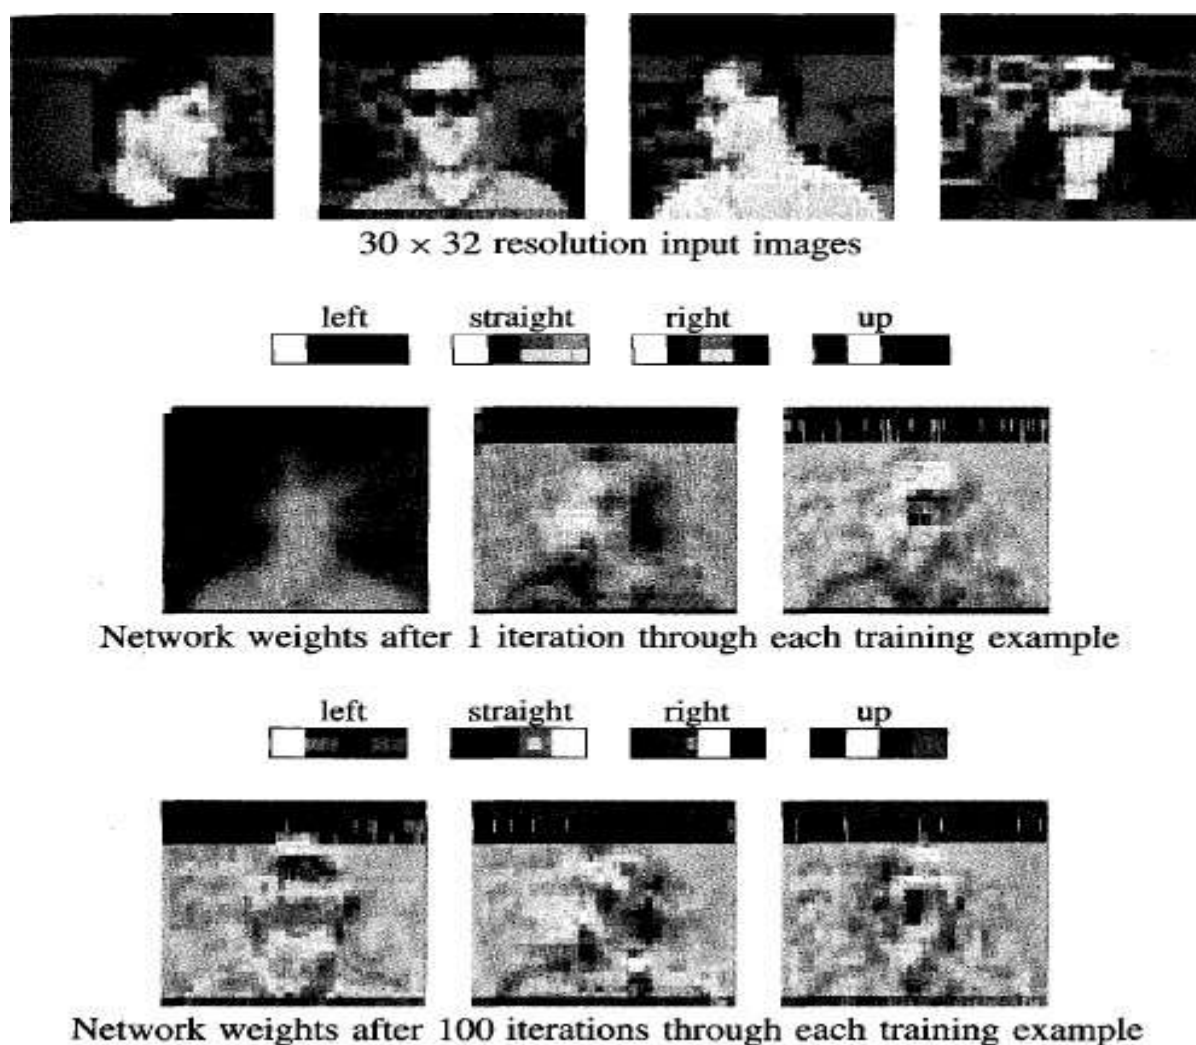 30 × 32 resolution input images
left straight right up
Network weights after 1 iteration through each training example
left straight right up
Network weights after 100 iterations through each training example